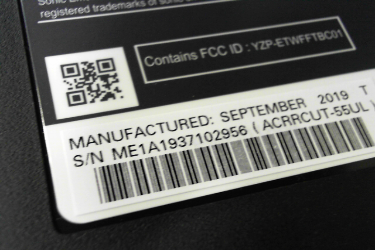 registered trademarks of
Contains FCC ID : YZP-ETWFFTBC01
MANUFACTURED: SEPTEMBER 2019 T
S/N ME1A1937102956 ( ACRRCUT-55UL )